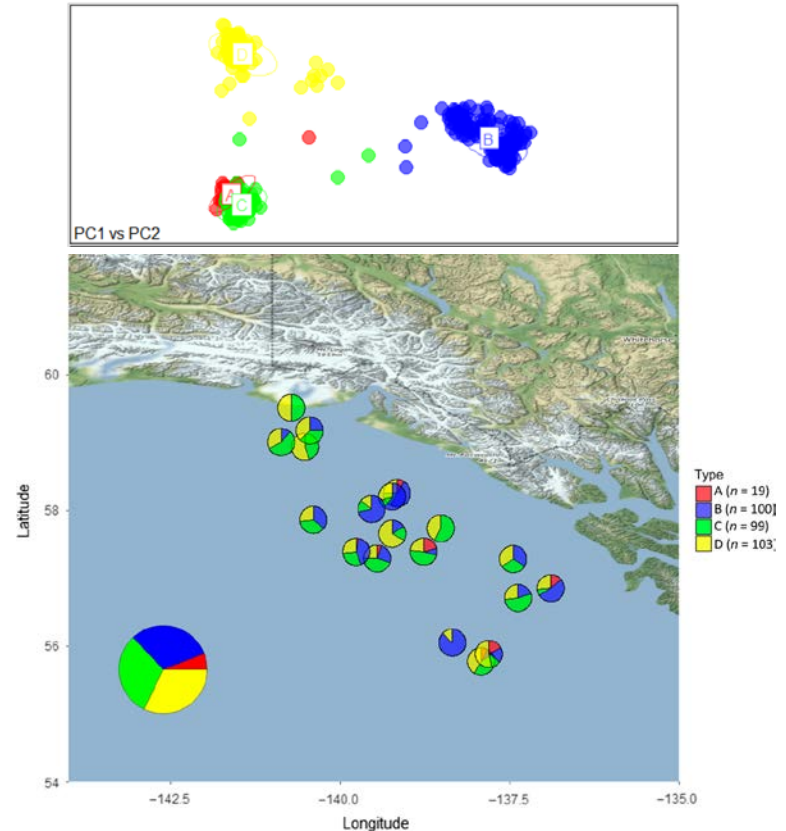 D
B
A
C
PC1 vs PC2
Whitehorse
60
58
56
54
Latitude
−142.5
−140.0
−137.5
−135.0
Longitude
Type
A (n = 19)
B (n = 100)
C (n = 99)
D (n = 103)